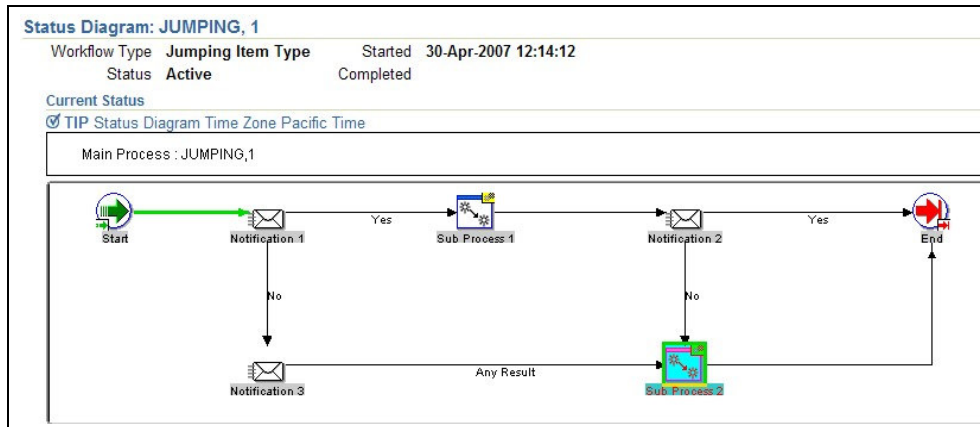 Status Diagram: JUMPING, 1
Workflow Type Jumping Item Type Started 30-Apr-2007 12:14:12
Status Active Completed
Current Status
TIP Status Diagram Time Zone Pacific Time
Main Process : JUMPING,1
Yes
Yes
Start
Notification 1
Sub Process 1
Notification 2
End
No
No
Any Result
Notification 3
Sub Process 2